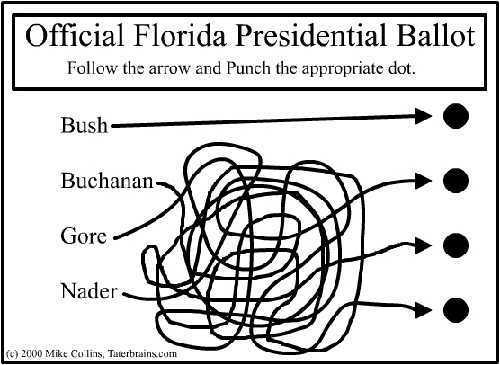 Official Florida Presidential Ballot
Follow the arrow and Punch the appropriate dot.
Bush
Buchanan
Gore
Nader
(c) 2000 Mike Collins, Taterbrains.com